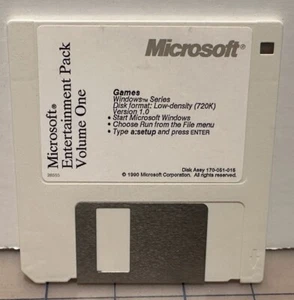 Microsoft®
Microsoft®
Entertainment Pack
Volume One
Games
Windows™ Series
Disk format: Low-density (720K)
Version 1.0
• Start Microsoft Windows
• Choose Run from the File menu
• Type a:setup and press ENTER
Disk Assy 170-051-015
© 1990 Microsoft Corporation. All rights reserved.